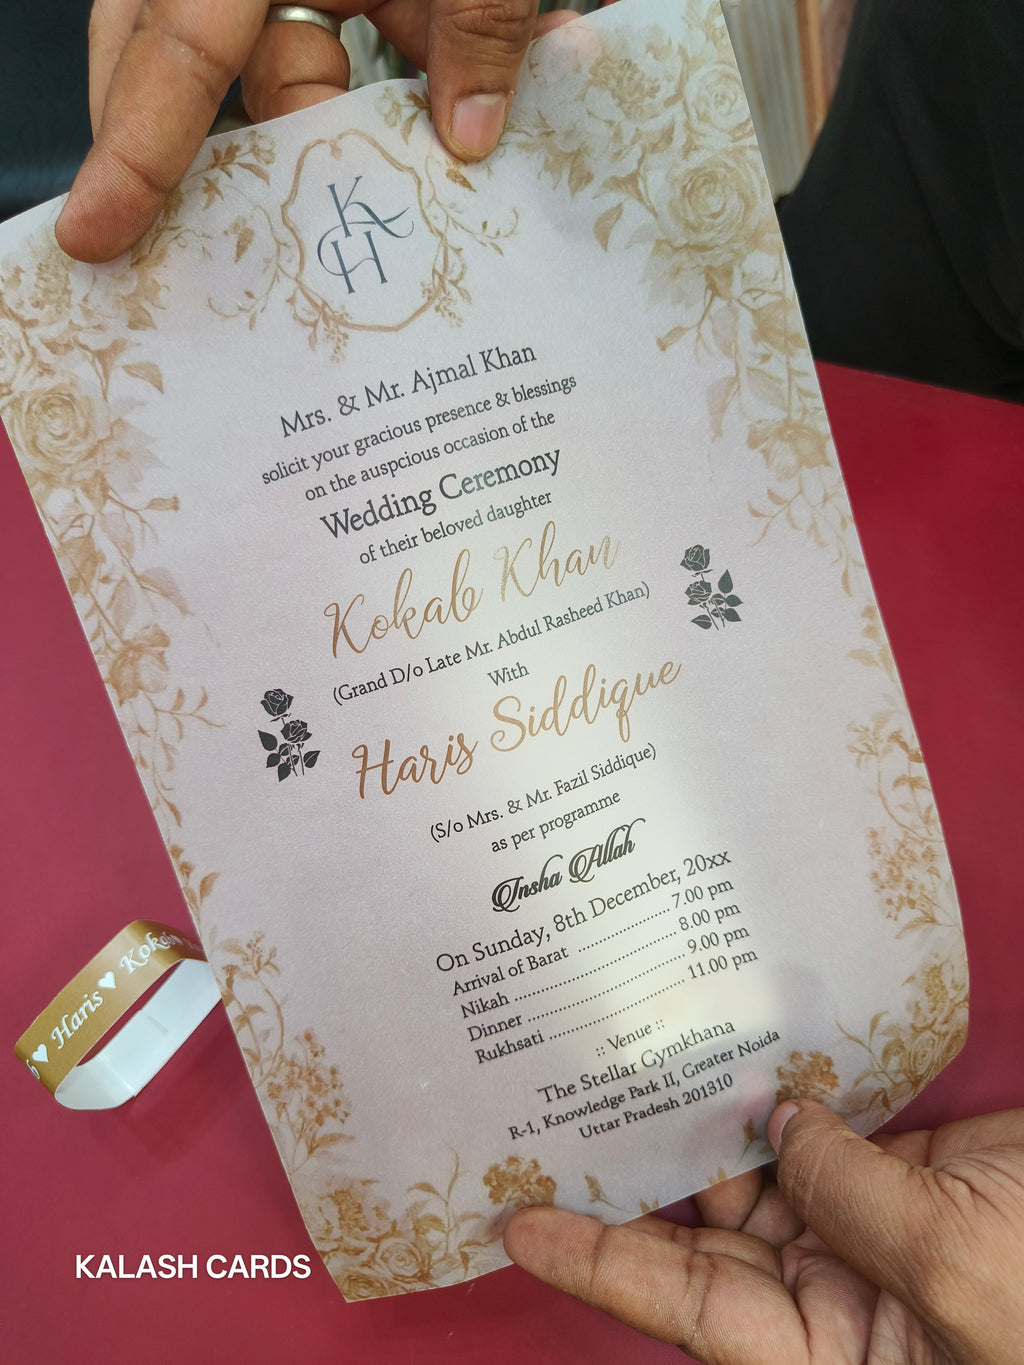 K
H
Mrs. & Mr. Ajmal Khan
solicit your gracious presence & blessings
on the auspcious occasion of the
Wedding Ceremony
of their beloved daughter
Kokab Khan
(Grand D/o Late Mr. Abdul Rasheed Khan)
With
Haris Siddique
(S/o Mrs. & Mr. Fazil Siddique)
as per programme
Insha Allah
On Sunday, 8th December, 20xx
Arrival of Barat .................... 7.00 pm
Nikah .................................. 8.00 pm
Dinner ................................. 9.00 pm
Rukhsati ............................ 11.00 pm
:: Venue ::
The Stellar Gymkhana
R-1, Knowledge Park II, Greater Noida
Uttar Pradesh 201310
b ♥ Haris ♥ Kokab
KALASH CARDS